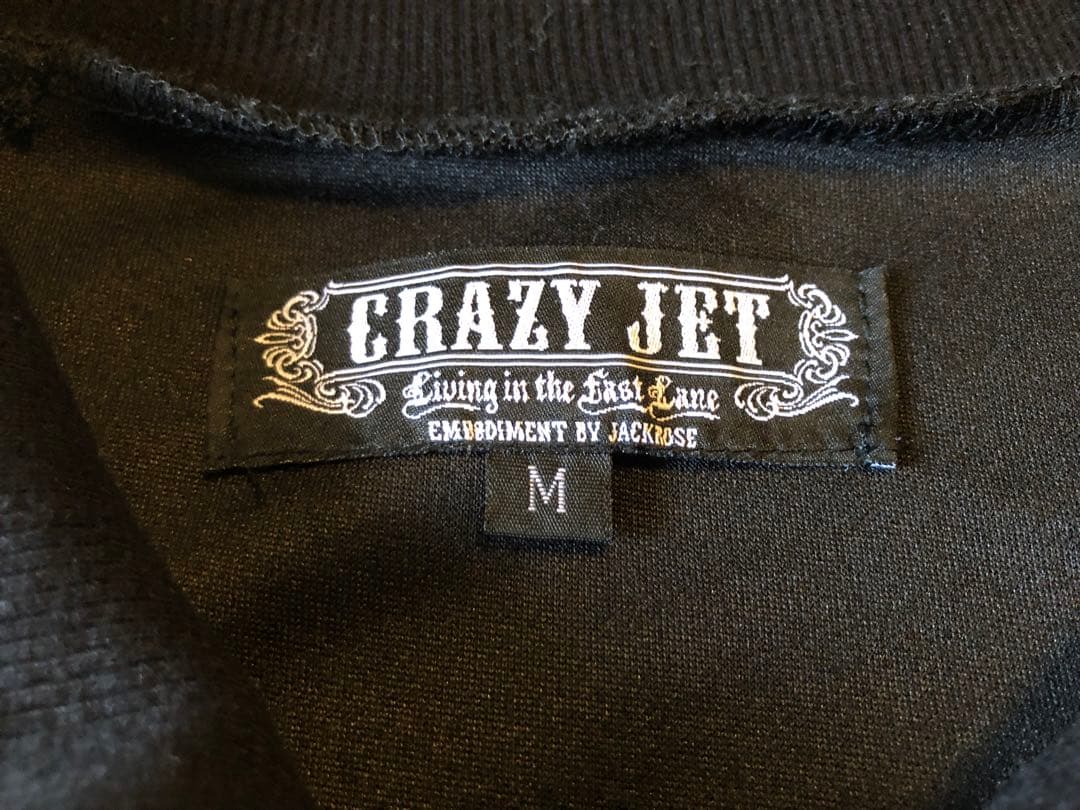 CRAZY JET
Living in the Fast Lane
EMBODIMENT BY JACKROSE
M